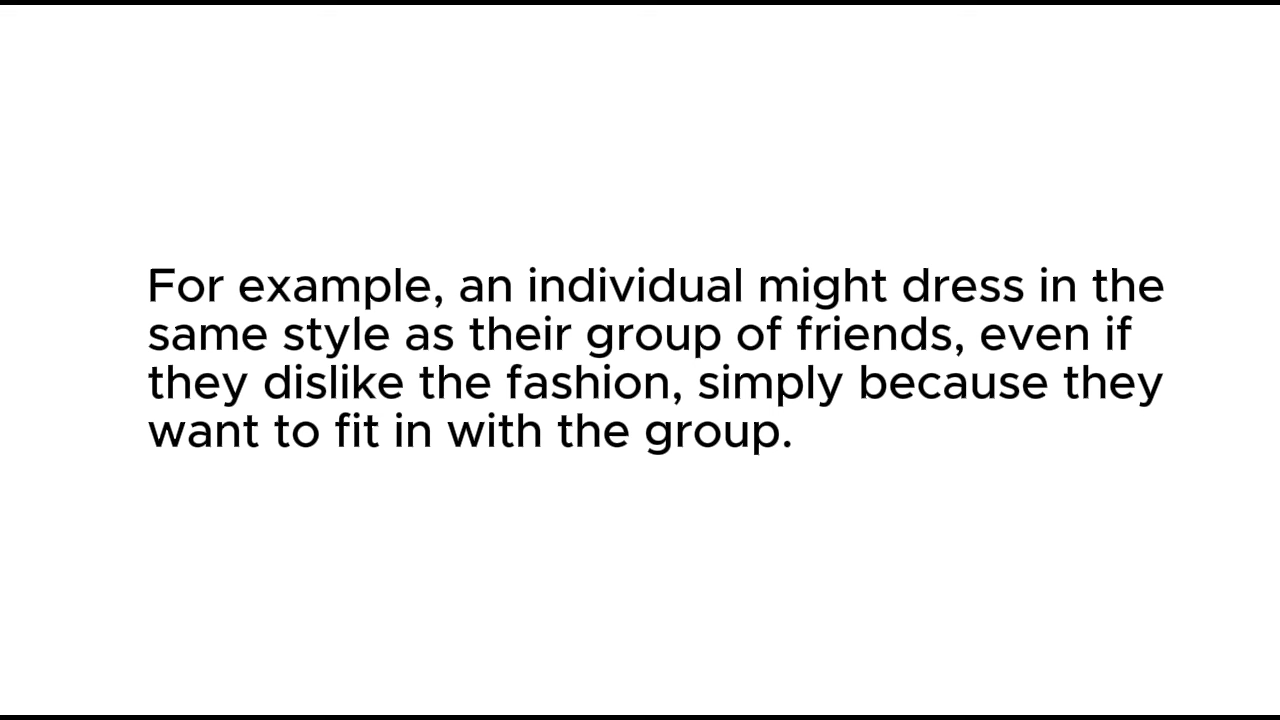 For example, an individual might dress in the
same style as their group of friends, even if
they dislike the fashion, simply because they
want to fit in with the group.